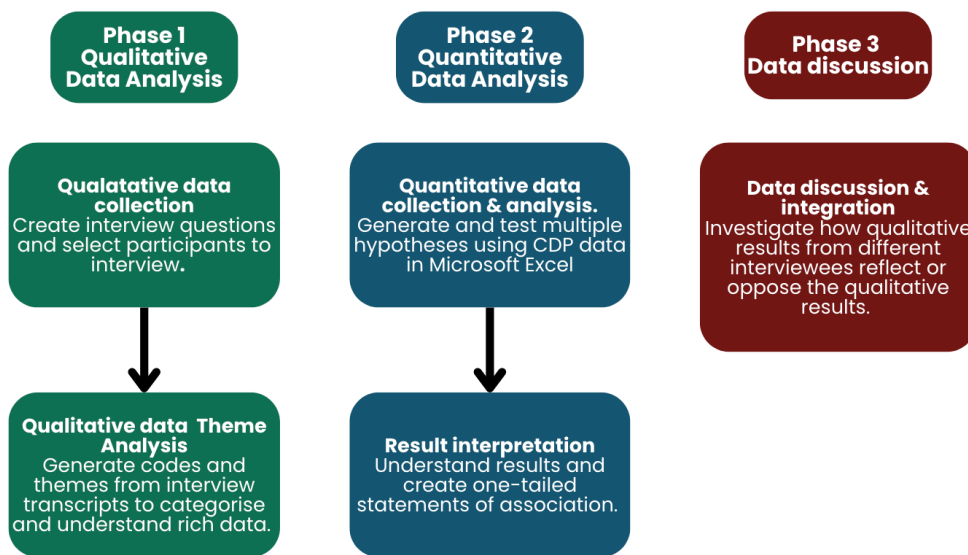 Phase 1
Qualitative
Data Analysis
Phase 2
Quantitative
Data Analysis
Phase 3
Data discussion
Qualatative data
collection
Create interview questions
and select participants to
interview.
Quantitative data
collection & analysis.
Generate and test multiple
hypotheses using CDP data
in Microsoft Excel
Data discussion &
integration
Investigate how qualitative
results from different
interviewees reflect or
oppose the qualitative
results.
Qualitative data Theme
Analysis
Generate codes and
themes from interview
transcripts to categorise
and understand rich data.
Result interpretation
Understand results and
create one-tailed
statements of association.